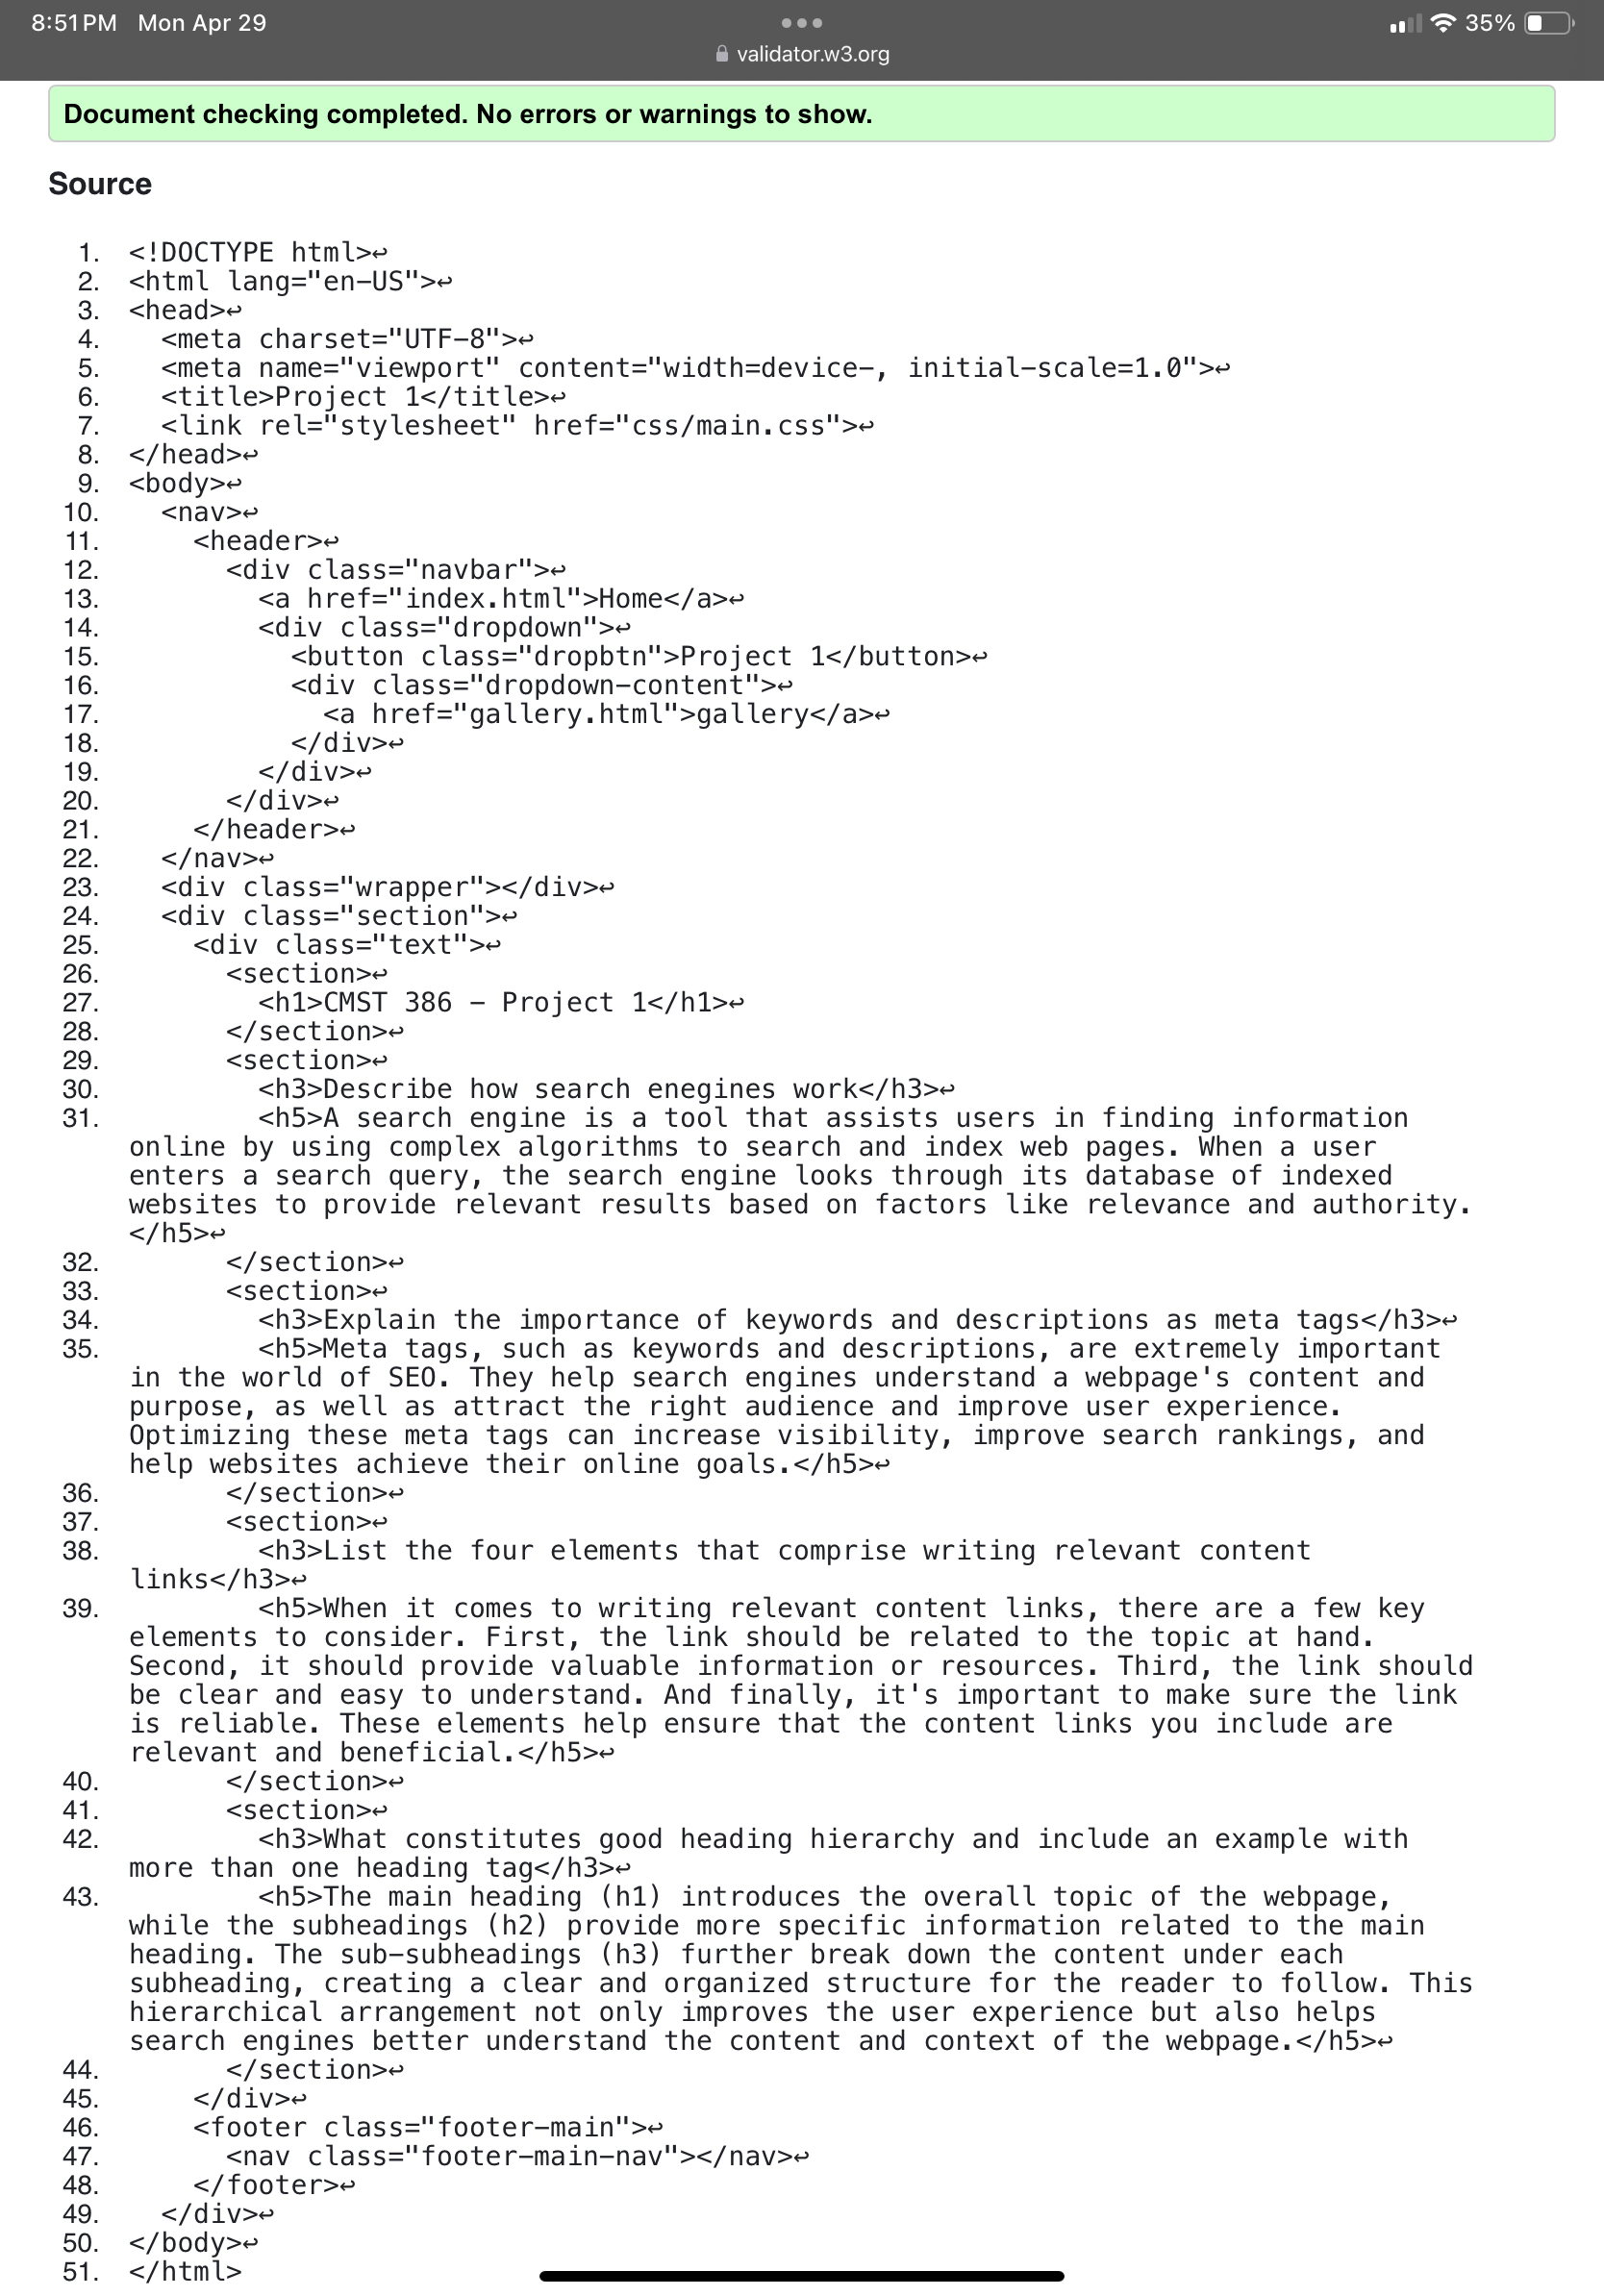 8:51 PM Mon Apr 29
35%
validator.w3.org
Document checking completed. No errors or warnings to show.
Source
1. <!DOCTYPE html>↩
2. <html lang="en-US">↩
3. <head>↩
4.   <meta charset="UTF-8">↩
5.   <meta name="viewport" content="width=device-, initial-scale=1.0">↩
6.   <title>Project 1</title>↩
7.   <link rel="stylesheet" href="css/main.css">↩
8. </head>↩
9. <body>↩
10.   <nav>↩
11.     <header>↩
12.       <div class="navbar">↩
13.         <a href="index.html">Home</a>↩
14.         <div class="dropdown">↩
15.           <button class="dropbtn">Project 1</button>↩
16.           <div class="dropdown-content">↩
17.             <a href="gallery.html">gallery</a>↩
18.           </div>↩
19.         </div>↩
20.       </div>↩
21.     </header>↩
22.   </nav>↩
23.   <div class="wrapper"></div>↩
24.   <div class="section">↩
25.     <div class="text">↩
26.       <section>↩
27.         <h1>CMST 386 – Project 1</h1>↩
28.       </section>↩
29.       <section>↩
30.         <h3>Describe how search enegines work</h3>↩
31.         <h5>A search engine is a tool that assists users in finding information
online by using complex algorithms to search and index web pages. When a user
enters a search query, the search engine looks through its database of indexed
websites to provide relevant results based on factors like relevance and authority.
</h5>↩
32.       </section>↩
33.       <section>↩
34.         <h3>Explain the importance of keywords and descriptions as meta tags</h3>↩
35.         <h5>Meta tags, such as keywords and descriptions, are extremely important
in the world of SEO. They help search engines understand a webpage's content and
purpose, as well as attract the right audience and improve user experience.
Optimizing these meta tags can increase visibility, improve search rankings, and
help websites achieve their online goals.</h5>↩
36.       </section>↩
37.       <section>↩
38.         <h3>List the four elements that comprise writing relevant content
links</h3>↩
39.         <h5>When it comes to writing relevant content links, there are a few key
elements to consider. First, the link should be related to the topic at hand.
Second, it should provide valuable information or resources. Third, the link should
be clear and easy to understand. And finally, it's important to make sure the link
is reliable. These elements help ensure that the content links you include are
relevant and beneficial.</h5>↩
40.       </section>↩
41.       <section>↩
42.         <h3>What constitutes good heading hierarchy and include an example with
more than one heading tag</h3>↩
43.         <h5>The main heading (h1) introduces the overall topic of the webpage,
while the subheadings (h2) provide more specific information related to the main
heading. The sub-subheadings (h3) further break down the content under each
subheading, creating a clear and organized structure for the reader to follow. This
hierarchical arrangement not only improves the user experience but also helps
search engines better understand the content and context of the webpage.</h5>↩
44.       </section>↩
45.     </div>↩
46.     <footer class="footer-main">↩
47.       <nav class="footer-main-nav"></nav>↩
48.     </footer>↩
49.   </div>↩
50. </body>↩
51. </html>